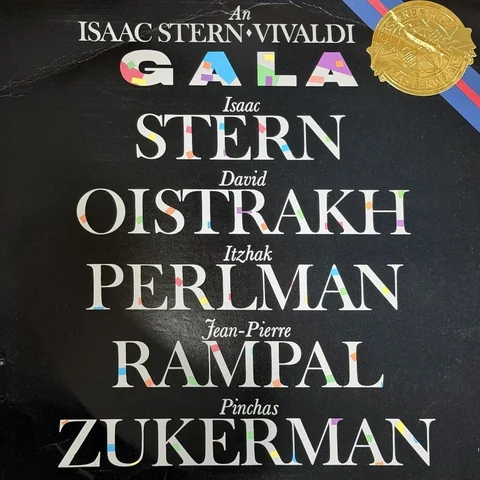 An
ISAAC STERN♦VIVALDI
GALA
Isaac
STERN
David
OISTRAKH
Itzhak
PERLMAN
Jean-Pierre
RAMPAL
Pinchas
ZUKERMAN